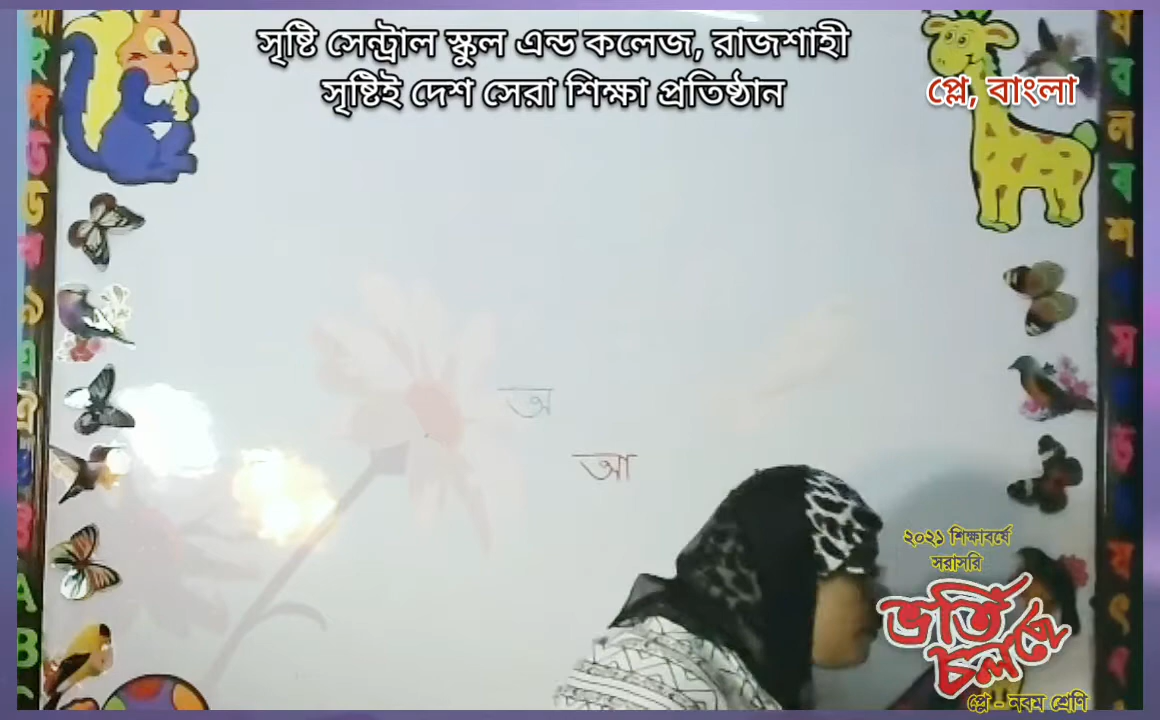 সৃষ্টি সেন্ট্রাল স্কুল এন্ড কলেজ, রাজশাহী
সৃষ্টিই দেশ সেরা শিক্ষা প্রতিষ্ঠান
প্লে, বাংলা
অ
আ
২০২১ শিক্ষাবর্ষে
সরাসরি
ভর্তি
চলছে
প্লে - নবম শ্রেণি
A
B